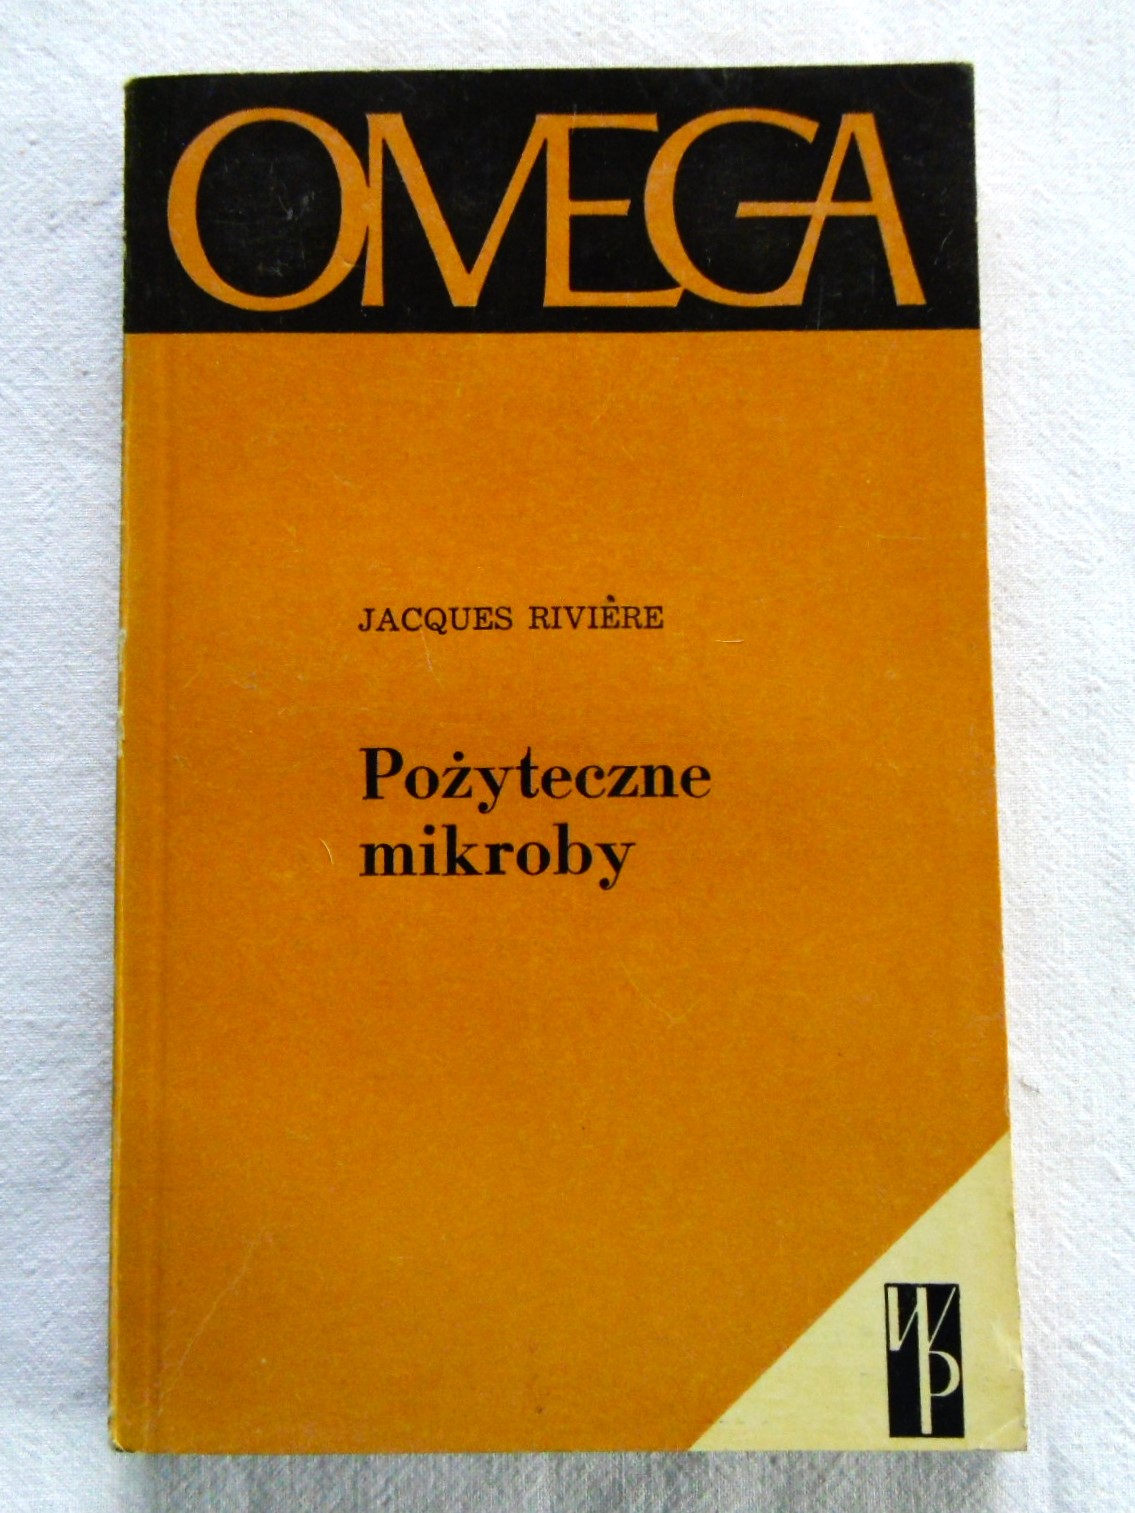 OMEGA
JACQUES RIVIÈRE
Pożyteczne
mikroby
WP